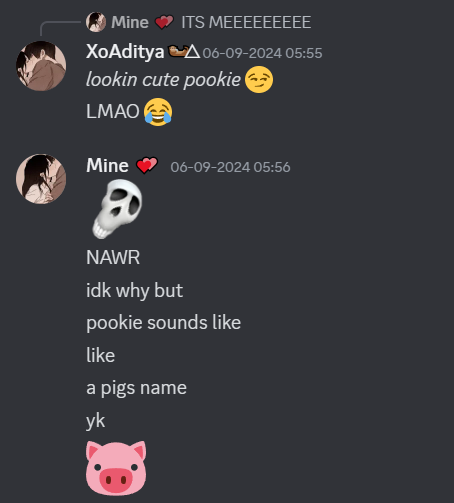 Mine 💕 ITS MEEEEEEEEE
XoAditya 06-09-2024 05:55
lookin cute pookie 😏
LMAO 😂
Mine 💕 06-09-2024 05:56
NAWR
idk why but
pookie sounds like
like
a pigs name
yk